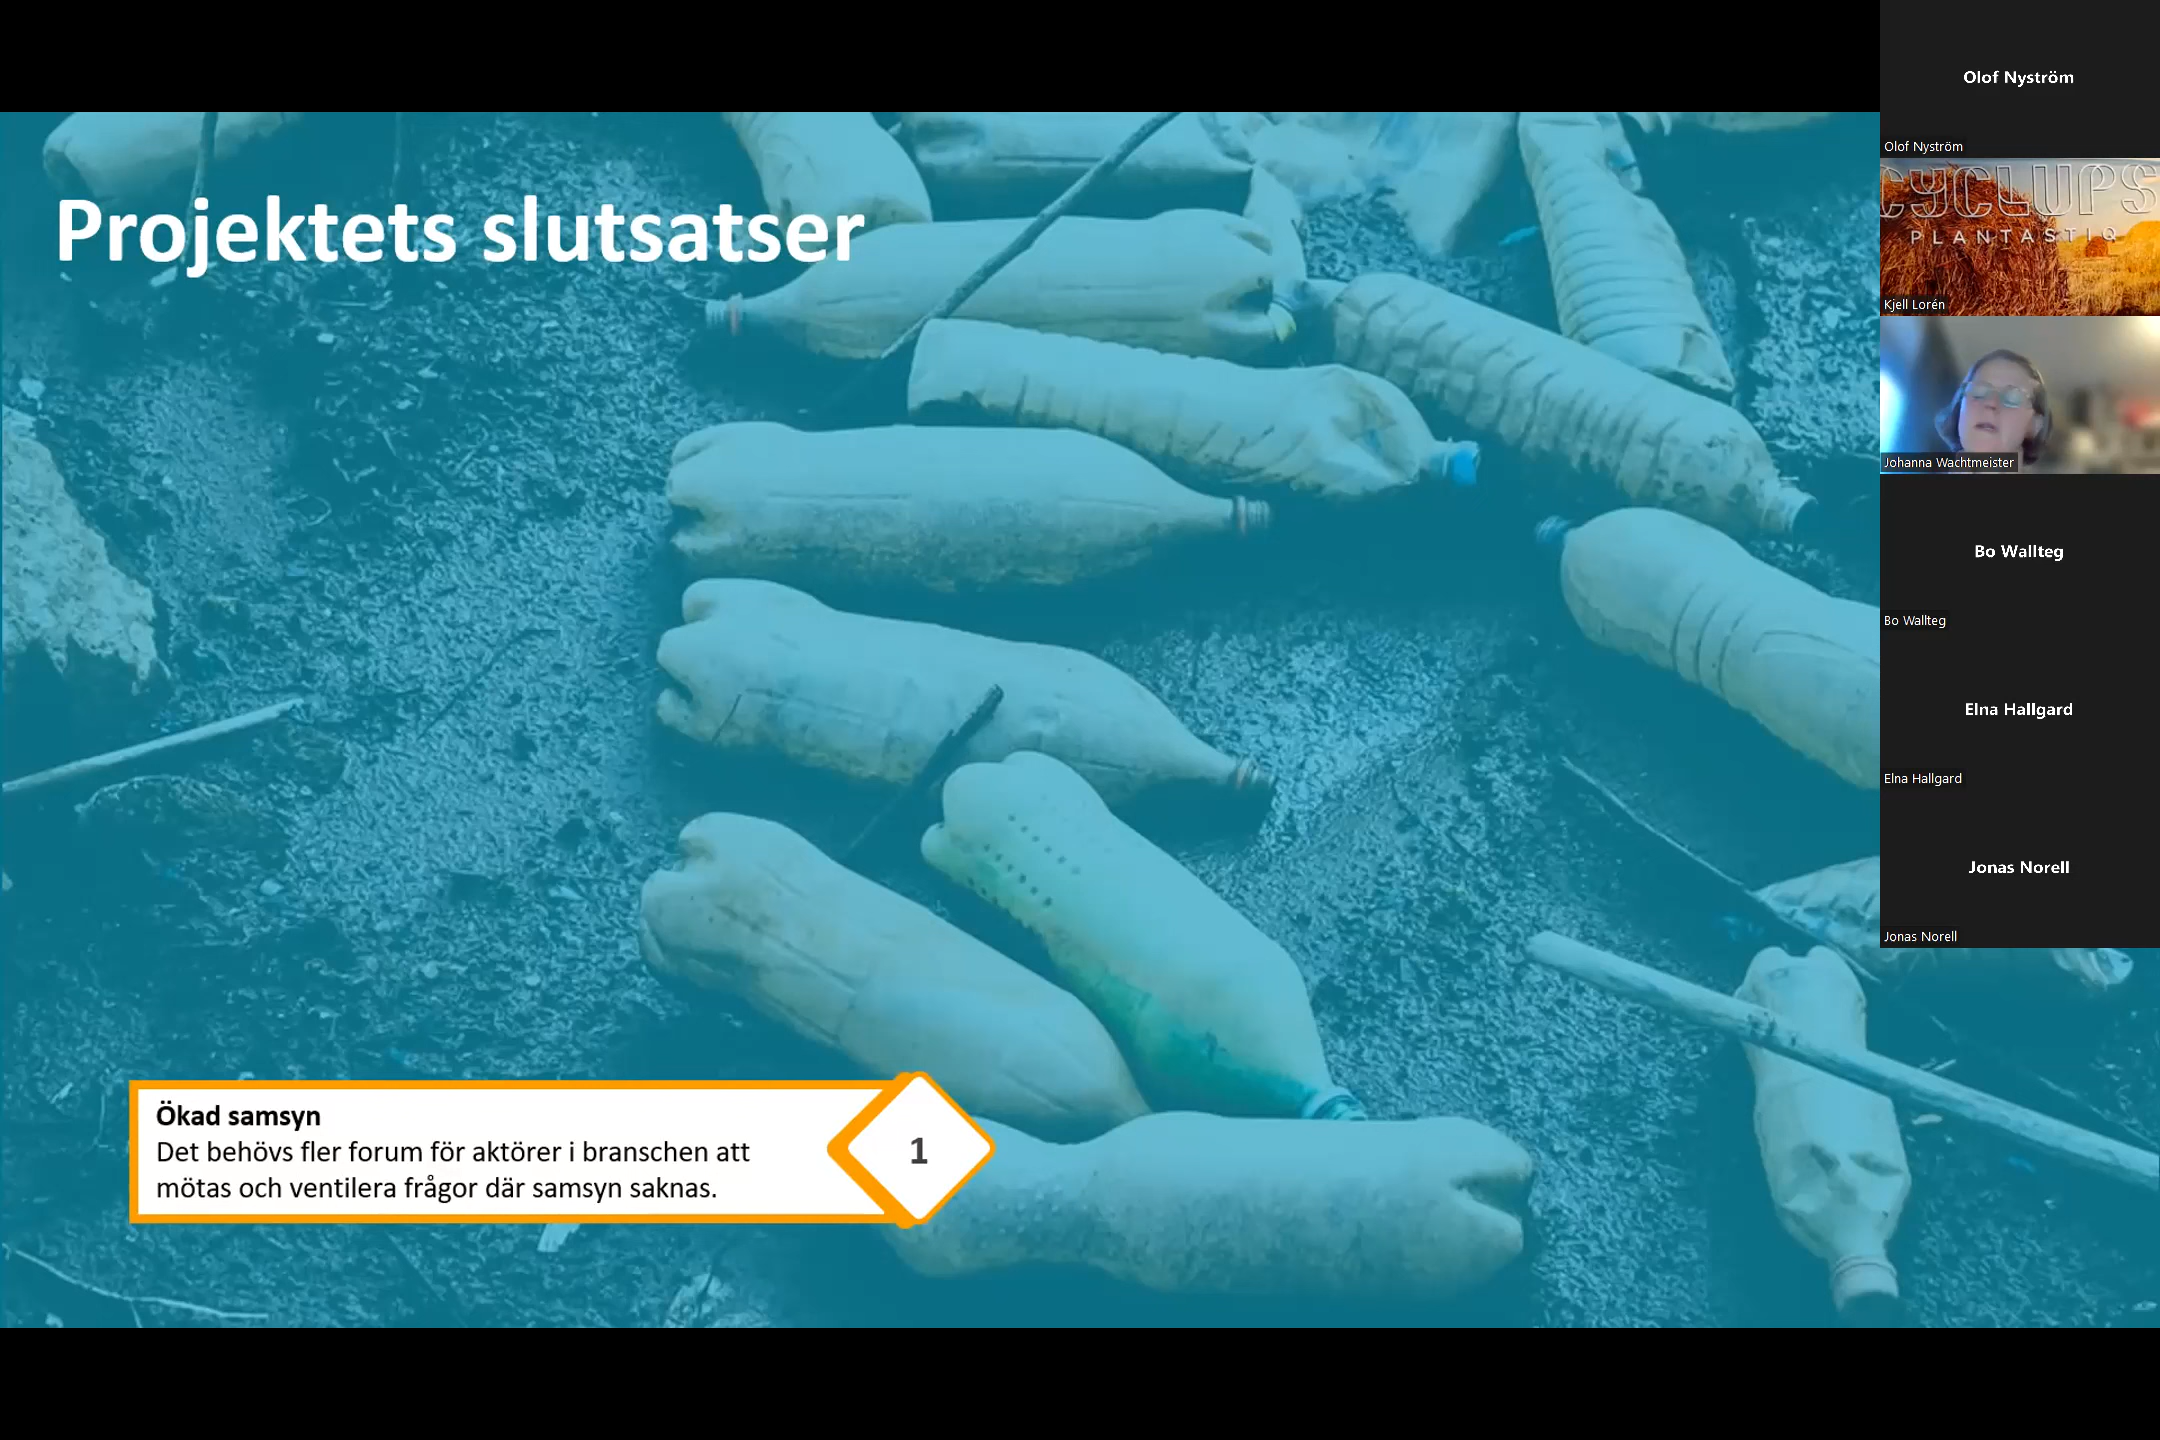 Projektets slutsatser
Ökad samsyn
Det behövs fler forum för aktörer i branschen att
mötas och ventilera frågor där samsyn saknas.
1
Olof Nyström
Olof Nyström
CYCLUPS
PLANTASTIQ
Kjell Lorén
Johanna Wachtmeister
Bo Wallteg
Bo Wallteg
Elna Hallgard
Elna Hallgard
Jonas Norell
Jonas Norell